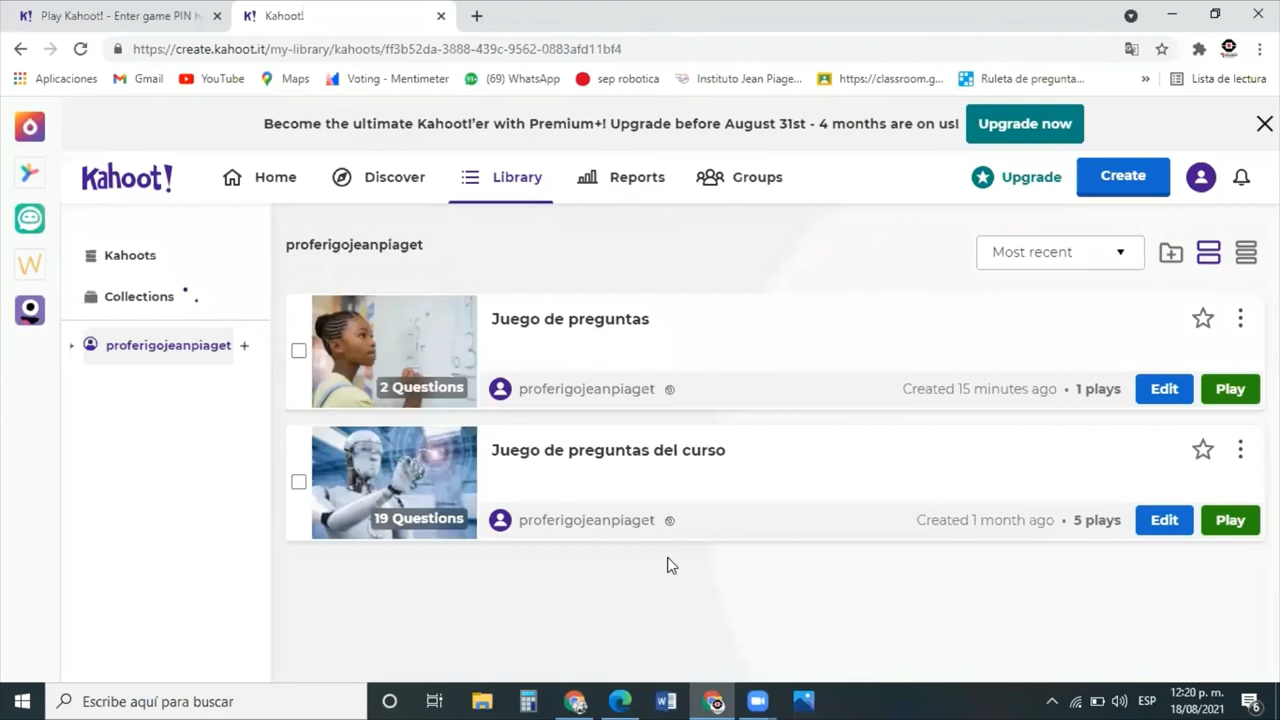 Play Kahoot! - Enter game PIN h
Kahoot!
https://create.kahoot.it/my-library/kahoots/ff3b52da-3888-439c-9562-0883afd11bf4
Aplicaciones
Gmail
YouTube
Maps
Voting - Mentimeter
(69) WhatsApp
sep robotica
Instituto Jean Piage...
https://classroom.g...
Ruleta de pregunta...
»
Lista de lectura
Become the ultimate Kahoot!'er with Premium+! Upgrade before August 31st - 4 months are on us!
Upgrade now
Kahoot!
Home
Discover
Library
Reports
Groups
Upgrade
Create
Kahoots
Collections
proferigojeanpiaget +
proferigojeanpiaget
Most recent
Juego de preguntas
2 Questions
proferigojeanpiaget
Created 15 minutes ago • 1 plays
Edit
Play
Juego de preguntas del curso
19 Questions
proferigojeanpiaget
Created 1 month ago • 5 plays
Edit
Play
Escribe aquí para buscar
ESP
12:20 p. m.
18/08/2021
6